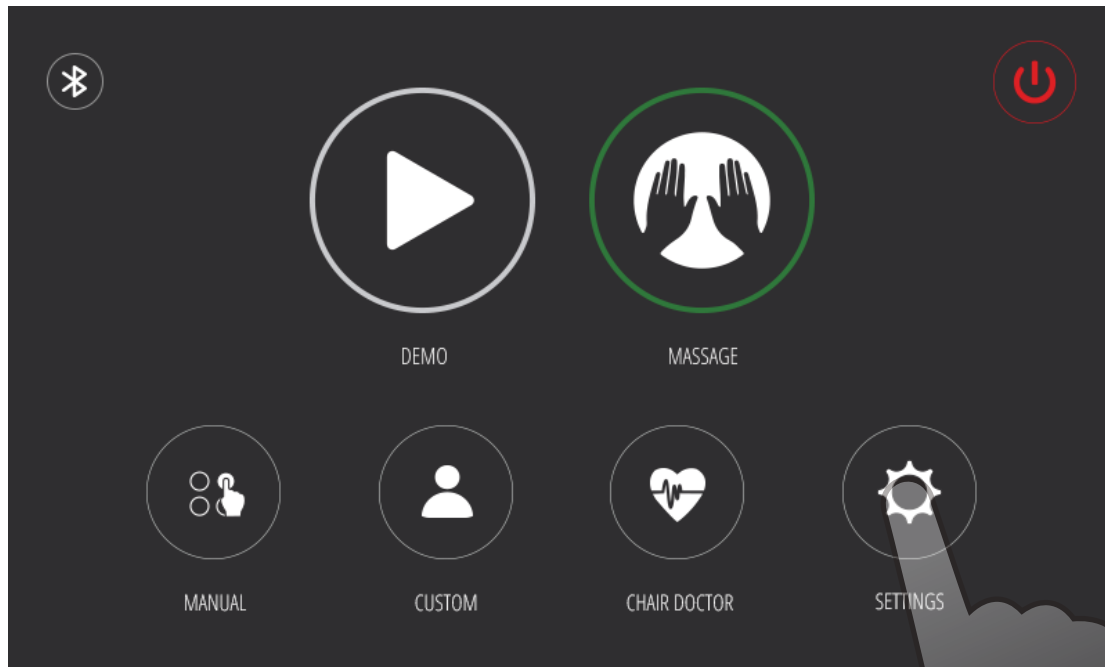 DEMO
MASSAGE
MANUAL
CUSTOM
CHAIR DOCTOR
SETTINGS